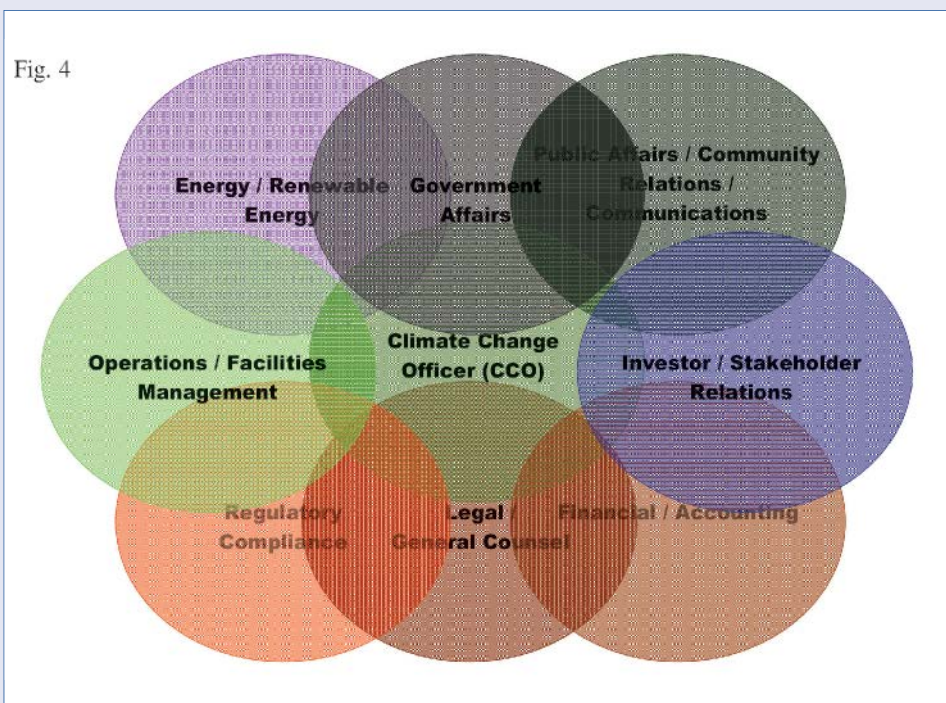 Fig. 4
Energy / Renewable
Energy
Government
Affairs
Public Affairs / Community
Relations /
Communications
Operations / Facilities
Management
Climate Change
Officer (CCO)
Investor / Stakeholder
Relations
Regulatory
Compliance
Legal /
General Counsel
Financial / Accounting